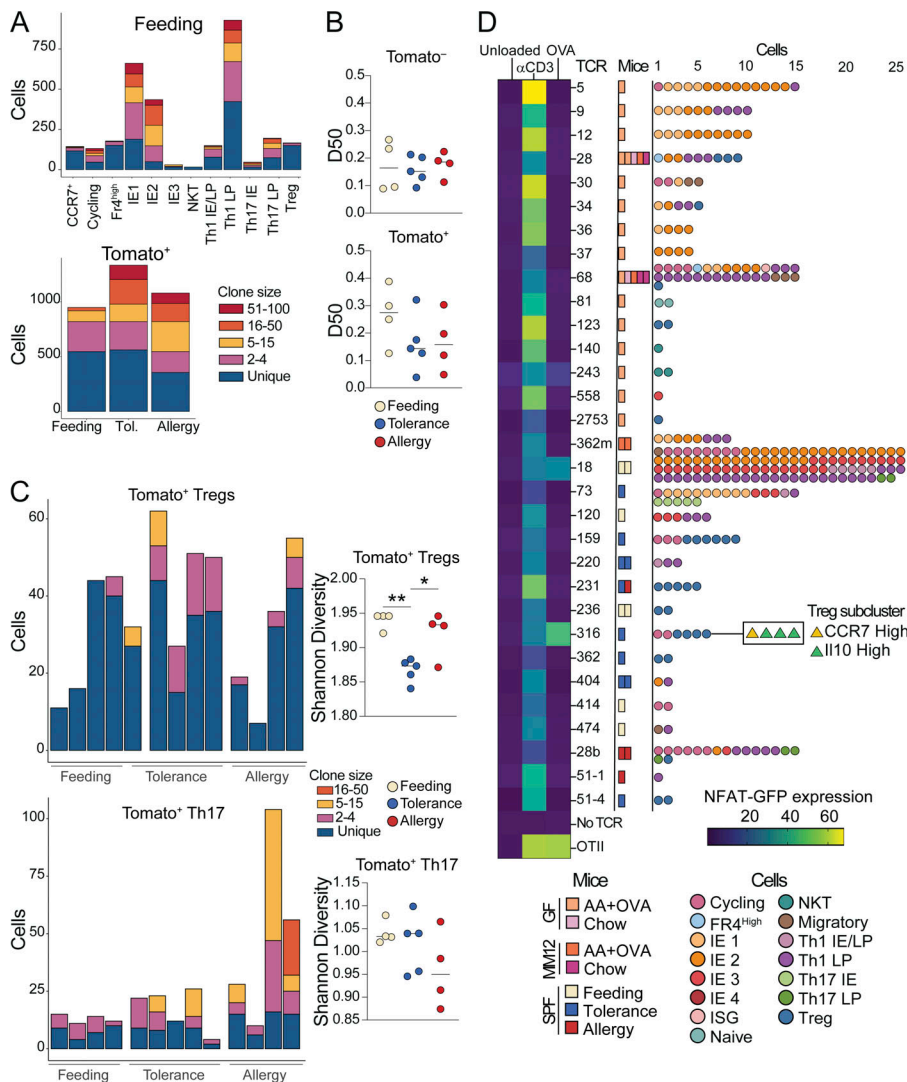 A
Feeding
Cells
750
500
250
0
CCR7+
Cycling
Fr4high
IE1
IE2
IE3
NKT
Th1 IE/LP
Th1 LP
Th17 IE
Th17 LP
Treg
Tomato+
Cells
1000
500
0
Feeding
Tol.
Allergy
Clone size
51-100
16-50
5-15
2-4
Unique
B
Tomato–
D50
0.5
0.4
0.3
0.2
0.1
0.0
Tomato+
D50
0.5
0.4
0.3
0.2
0.1
0.0
Feeding
Tolerance
Allergy
C
Tomato+ Tregs
Cells
60
40
20
0
Feeding
Tolerance
Allergy
Tomato+ Tregs
Shannon Diversity
2.00
1.95
1.90
1.85
1.80
**
*
Clone size
16-50
5-15
2-4
Unique
Feeding
Tolerance
Allergy
Tomato+ Th17
Cells
100
75
50
25
0
Feeding
Tolerance
Allergy
Tomato+ Th17
Shannon Diversity
1.15
1.10
1.05
1.00
0.95
0.90
0.85
D
Unloaded
αCD3
OVA
TCR
Mice
Cells
1
5
10
15
20
25
5
9
12
28
30
34
36
37
68
81
123
140
243
558
2753
362m
18
73
120
159
220
231
236
316
362
404
414
474
28b
51-1
51-4
No TCR
OTII
Treg subcluster
CCR7 High
Il10 High
NFAT-GFP expression
20
40
60
Mice
GF
AA+OVA
Chow
MM12
AA+OVA
Chow
SPF
Feeding
Tolerance
Allergy
Cells
Cycling
FR4High
IE 1
IE 2
IE 3
IE 4
ISG
Naive
NKT
Migratory
Th1 IE/LP
Th1 LP
Th17 IE
Th17 LP
Treg